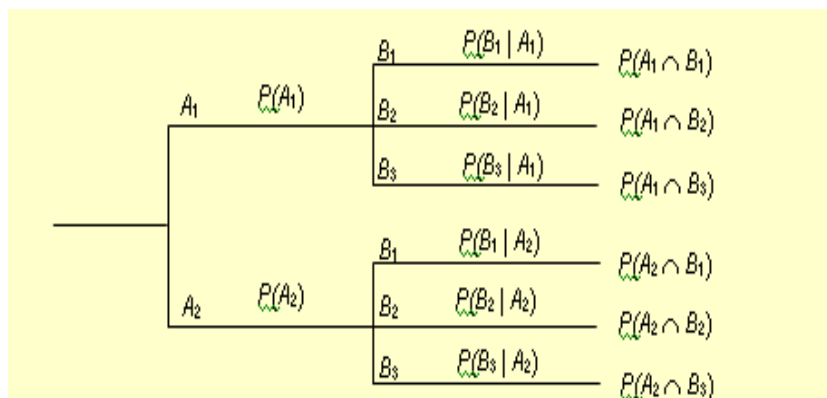 B₁ P(B₁ | A₁) P(A₁ ∩ B₁)
A₁ P(A₁)
B₂ P(B₂ | A₁) P(A₁ ∩ B₂)
B₃ P(B₃ | A₁) P(A₁ ∩ B₃)
B₁ P(B₁ | A₂) P(A₂ ∩ B₁)
A₂ P(A₂)
B₂ P(B₂ | A₂) P(A₂ ∩ B₂)
B₃ P(B₃ | A₂) P(A₂ ∩ B₃)